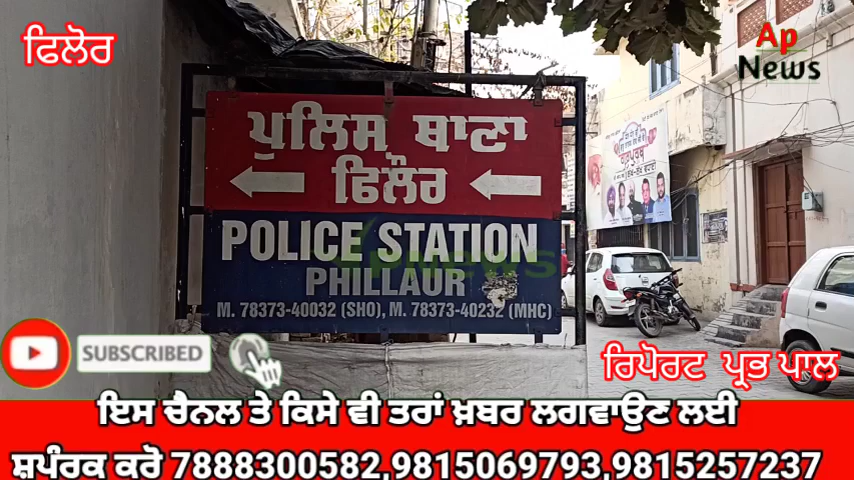 ਫਿਲੋਰ
Ap
News
ਪੁਲਿਸ ਥਾਣਾ
ਫਿਲੌਰ
POLICE STATION
PHILLAUR
M. 78373-40032 (SHO), M. 78373-40232 (MHC)
ApNews
SUBSCRIBED
ਰਿਪੋਰਟ ਪ੍ਰਭ ਪਾਲ
ਇਸ ਚੈਨਲ ਤੇ ਕਿਸੇ ਵੀ ਤਰਾਂ ਖ਼ਬਰ ਲਗਵਾਉਣ ਲਈ
ਸ਼ਪੰਰਕ ਕਰੋ 7888300582,9815069793,9815257237